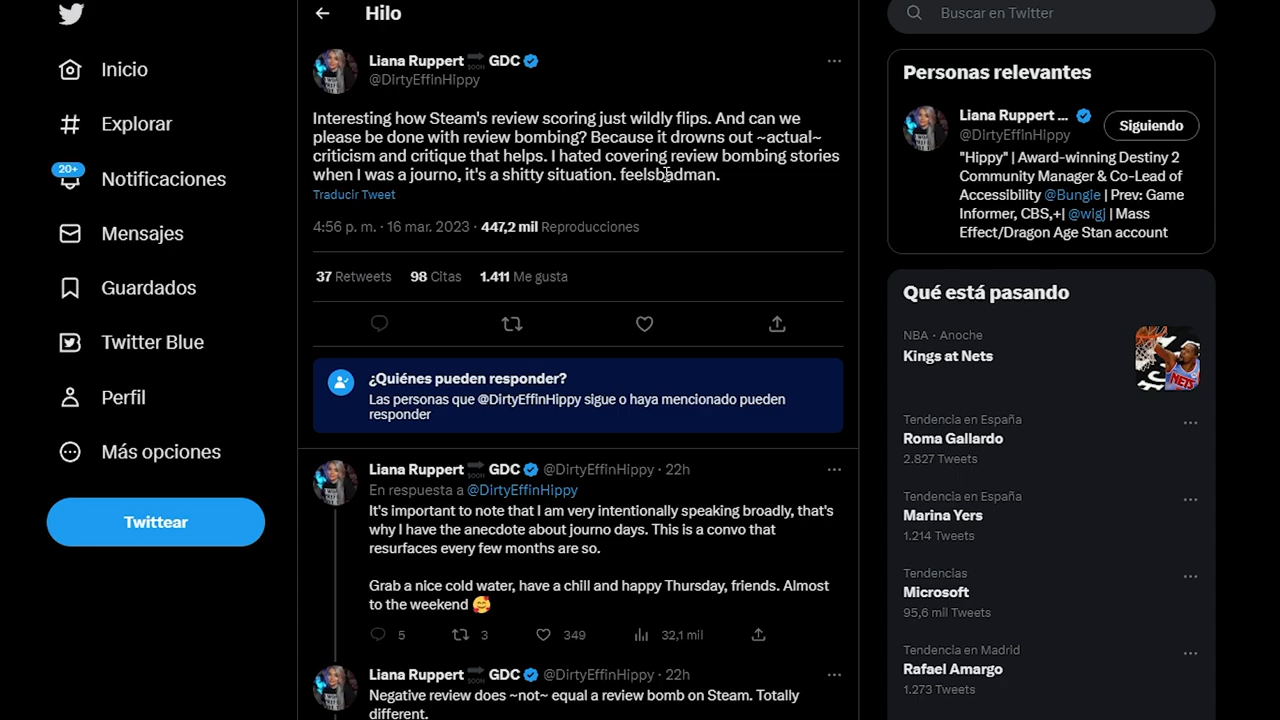 Hilo
Inicio
Explorar
20+
Notificaciones
Mensajes
Guardados
Twitter Blue
Perfil
Más opciones
Twittear
Liana Ruppert SOON GDC
@DirtyEffinHippy
Interesting how Steam's review scoring just wildly flips. And can we
please be done with review bombing? Because it drowns out ~actual~
criticism and critique that helps. I hated covering review bombing stories
when I was a journo, it's a shitty situation. feelsbadman.
Traducir Tweet
4:56 p. m. · 16 mar. 2023 · 447,2 mil Reproducciones
37 Retweets 98 Citas 1.411 Me gusta
¿Quiénes pueden responder?
Las personas que @DirtyEffinHippy sigue o haya mencionado pueden
responder
Liana Ruppert SOON GDC @DirtyEffinHippy · 22h
En respuesta a @DirtyEffinHippy
It's important to note that I am very intentionally speaking broadly, that's
why I have the anecdote about journo days. This is a convo that
resurfaces every few months are so.
Grab a nice cold water, have a chill and happy Thursday, friends. Almost
to the weekend 🥰
5 3 349 32,1 mil
Liana Ruppert SOON GDC @DirtyEffinHippy · 22h
Negative review does ~not~ equal a review bomb on Steam. Totally
different.
Buscar en Twitter
Personas relevantes
Liana Ruppert ...
@DirtyEffinHippy
Siguiendo
"Hippy" | Award-winning Destiny 2
Community Manager & Co-Lead of
Accessibility @Bungie | Prev: Game
Informer, CBS,+| @wigj | Mass
Effect/Dragon Age Stan account
Qué está pasando
NBA · Anoche
Kings at Nets
NETS
Tendencia en España
Roma Gallardo
2.827 Tweets
Tendencia en España
Marina Yers
1.214 Tweets
Tendencias
Microsoft
95,6 mil Tweets
Tendencia en Madrid
Rafael Amargo
1.273 Tweets